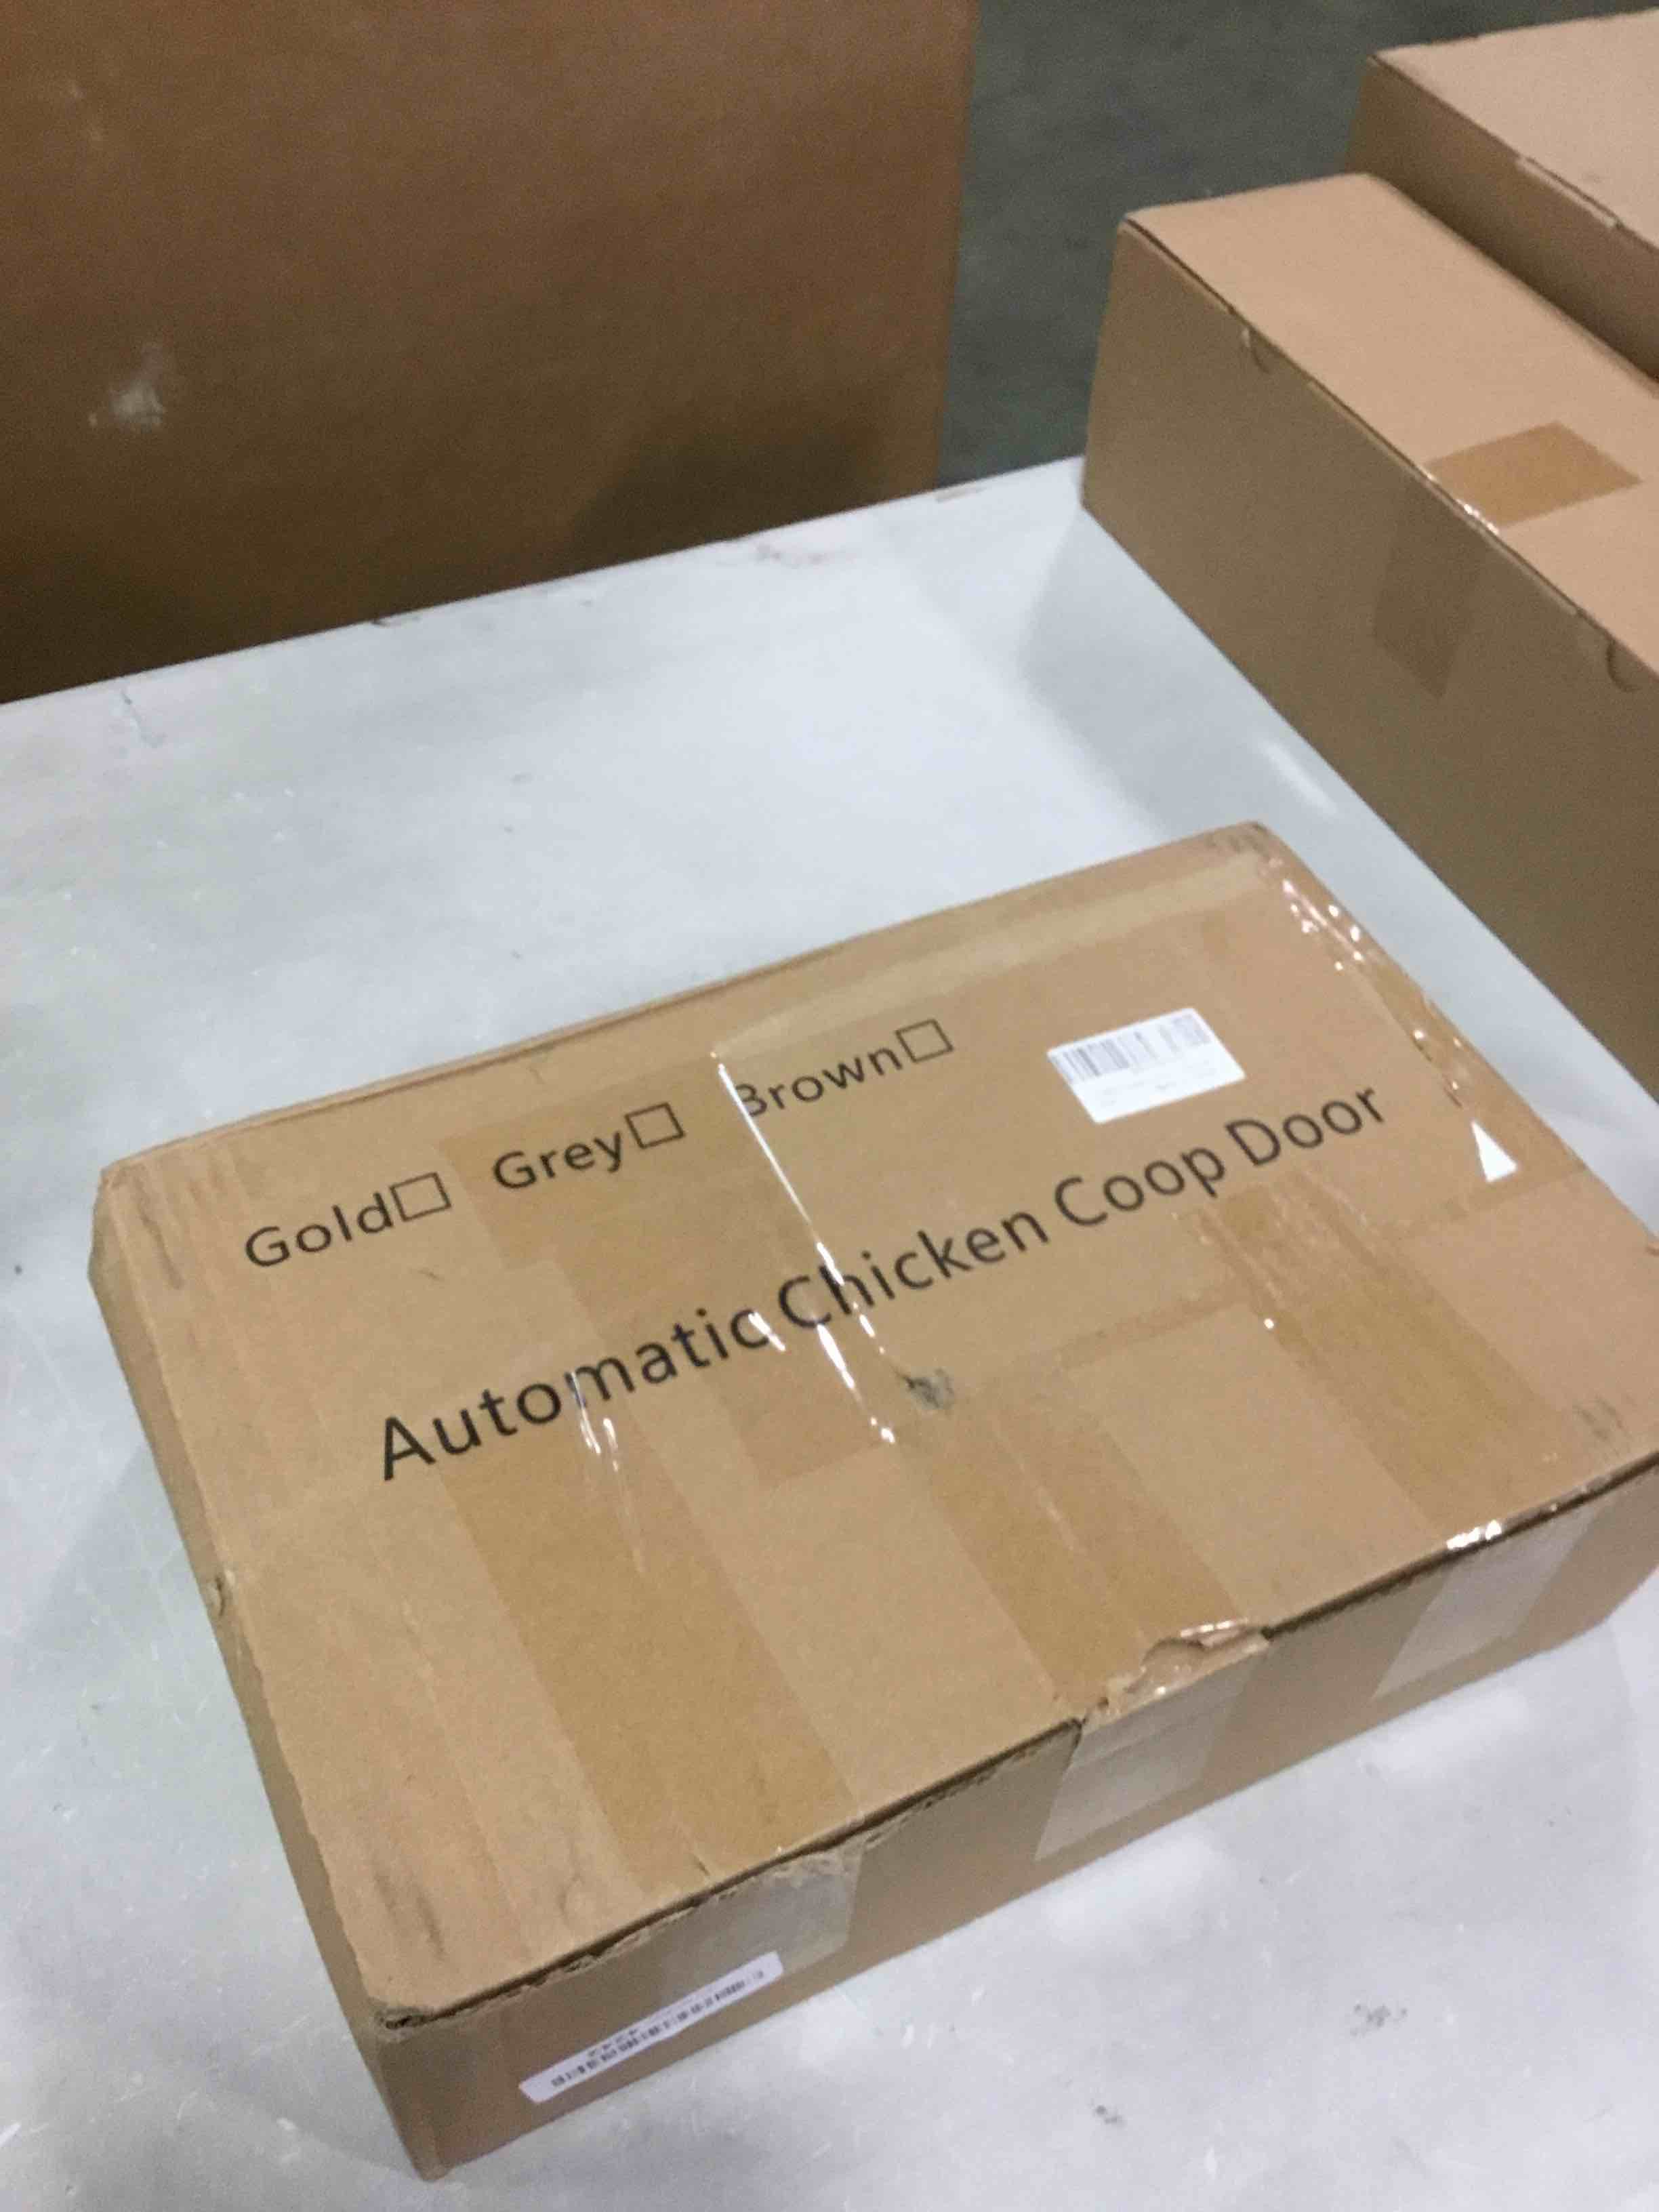 Gold☐ Grey☐ Brown☐
Automatic Chicken Coop Door